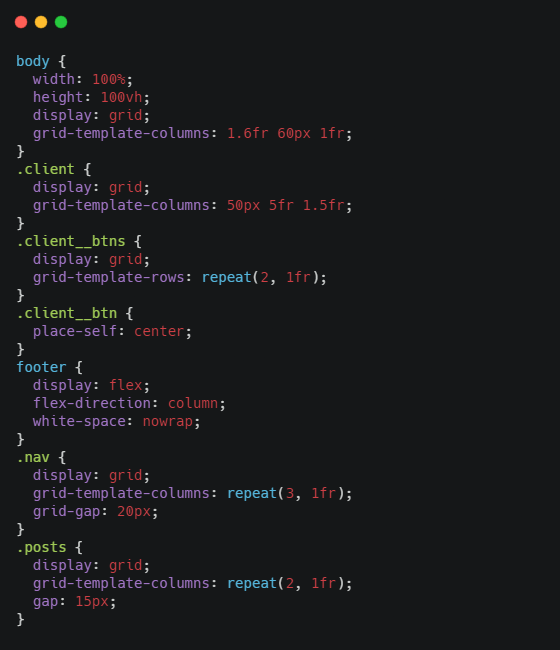 body {
  width: 100%;
  height: 100vh;
  display: grid;
  grid-template-columns: 1.6fr 60px 1fr;
}
.client {
  display: grid;
  grid-template-columns: 50px 5fr 1.5fr;
}
.client__btns {
  display: grid;
  grid-template-rows: repeat(2, 1fr);
}
.client__btn {
  place-self: center;
}
footer {
  display: flex;
  flex-direction: column;
  white-space: nowrap;
}
.nav {
  display: grid;
  grid-template-columns: repeat(3, 1fr);
  grid-gap: 20px;
}
.posts {
  display: grid;
  grid-template-columns: repeat(2, 1fr);
  gap: 15px;
}